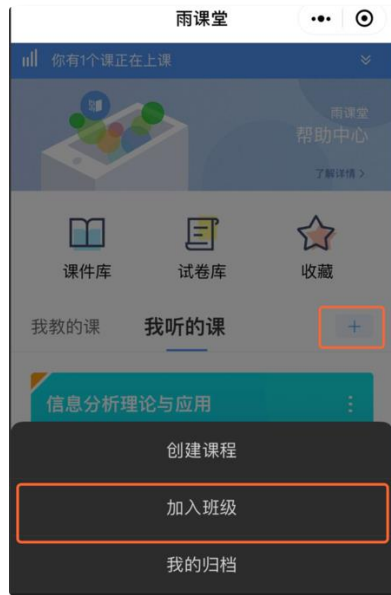 雨课堂
你有1个课正在上课
雨课堂
帮助中心
了解详情 >
课件库
试卷库
收藏
我教的课
我听的课
+
信息分析理论与应用
创建课程
加入班级
我的归档